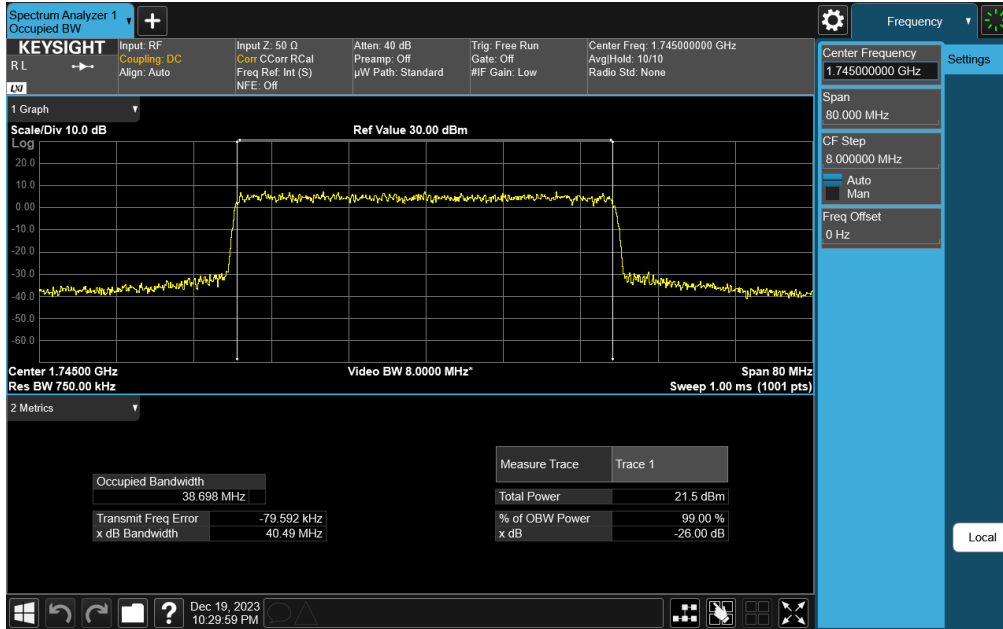 Spectrum Analyzer 1
Occupied BW
Frequency
KEYSIGHT
R L
LXI
Input: RF
Coupling: DC
Align: Auto
Input Z: 50 Ω
Corr CCorr RCal
Freq Ref: Int (S)
NFE: Off
Atten: 40 dB
Preamp: Off
µW Path: Standard
Trig: Free Run
Gate: Off
#IF Gain: Low
Center Freq: 1.745000000 GHz
Avg|Hold: 10/10
Radio Std: None
Center Frequency
1.745000000 GHz
Settings
Span
80.000 MHz
CF Step
8.000000 MHz
Auto
Man
Freq Offset
0 Hz
Local
1 Graph
Scale/Div 10.0 dB
Ref Value 30.00 dBm
Log
20.0
10.0
0.00
-10.0
-20.0
-30.0
-40.0
-50.0
-60.0
Center 1.74500 GHz
Video BW 8.0000 MHz*
Span 80 MHz
Res BW 750.00 kHz
Sweep 1.00 ms (1001 pts)
2 Metrics
Measure Trace
Trace 1
Occupied Bandwidth
38.698 MHz
Total Power
21.5 dBm
Transmit Freq Error
-79.592 kHz
% of OBW Power
99.00 %
x dB Bandwidth
40.49 MHz
x dB
-26.00 dB
?
Dec 19, 2023
10:29:59 PM